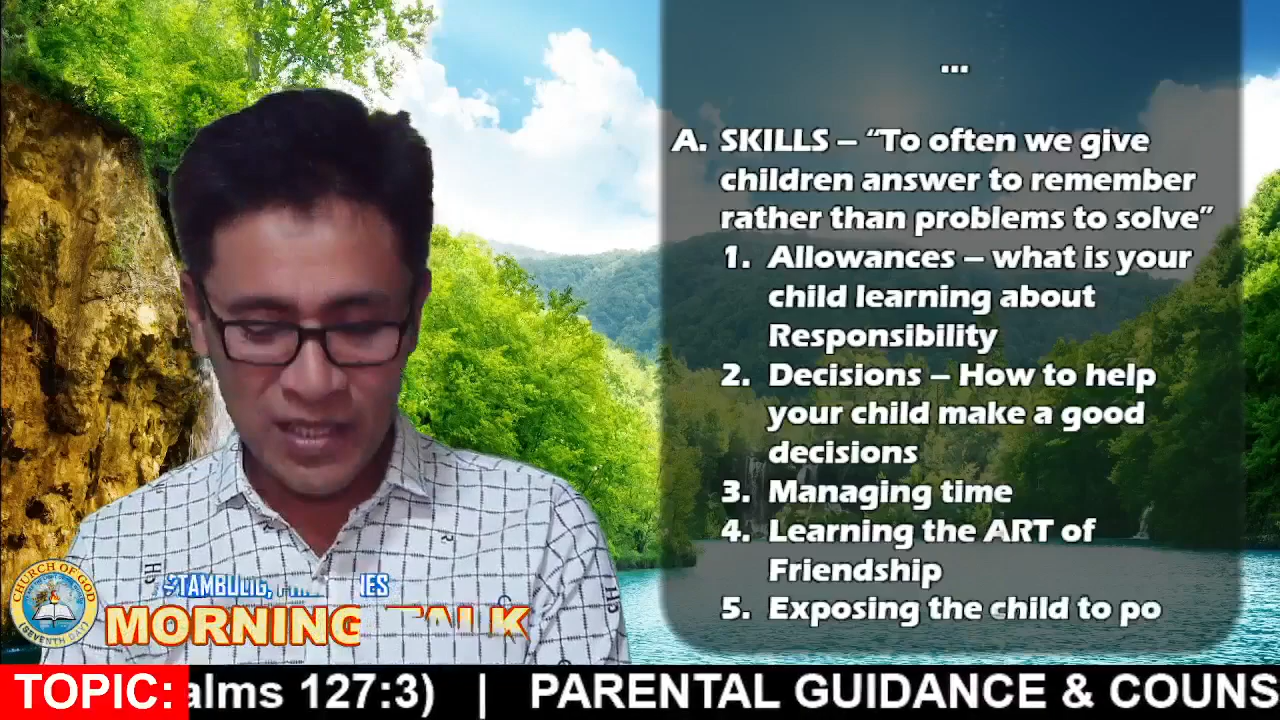 ...
A. SKILLS – “To often we give
children answer to remember
rather than problems to solve”
1. Allowances – what is your
child learning about
Responsibility
2. Decisions – How to help
your child make a good
decisions
3. Managing time
4. Learning the ART of
Friendship
5. Exposing the child to po
CHURCH OF GOD
(SEVENTH DAY)
MORNING TALK
TOPIC: alms 127:3) | PARENTAL GUIDANCE & COUNS